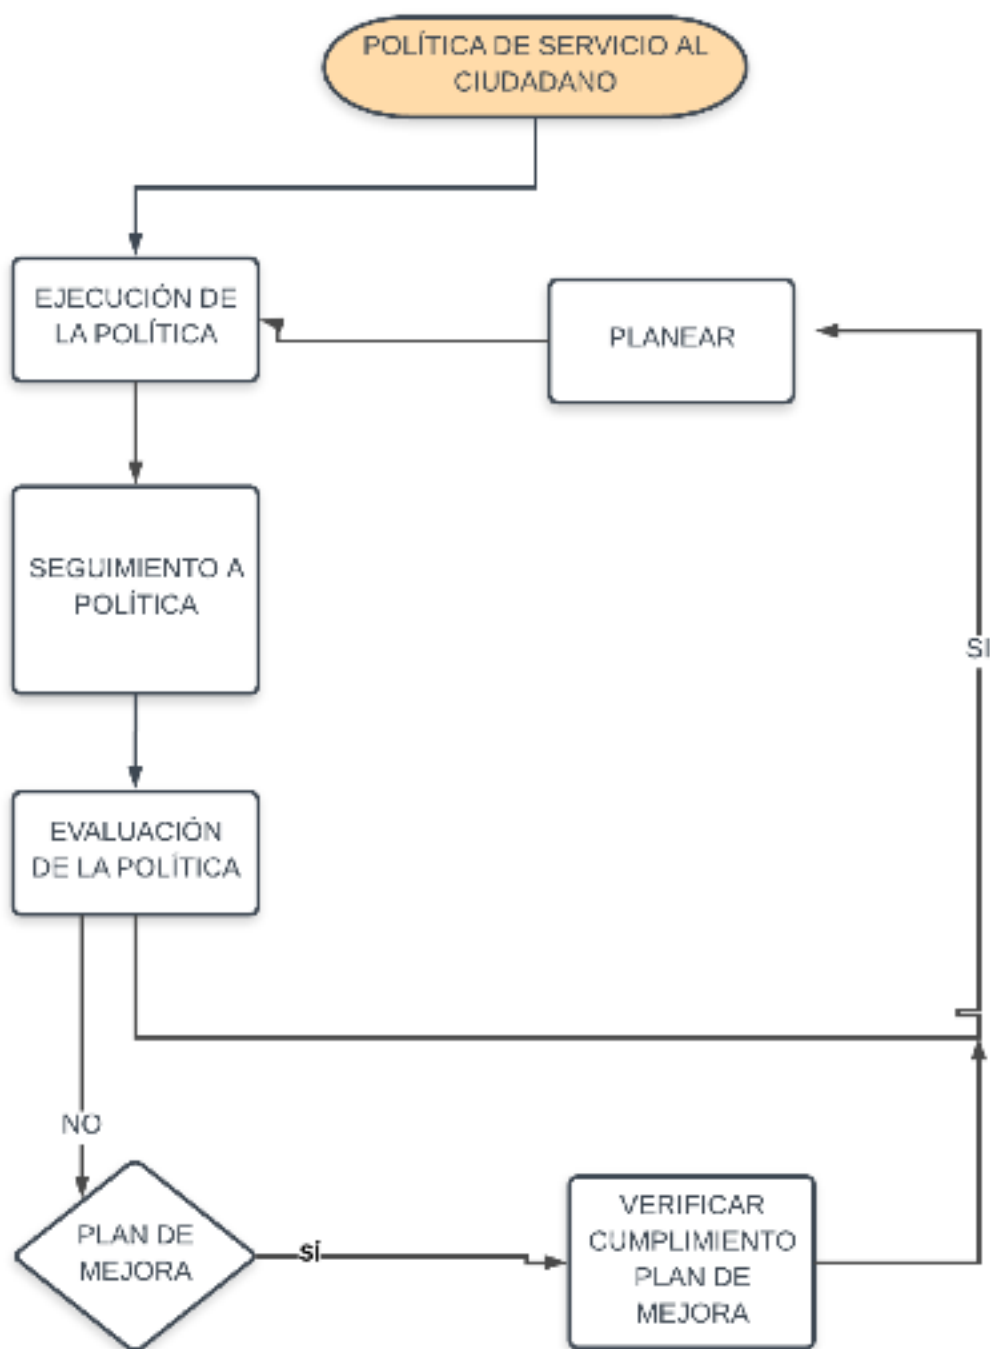 POLÍTICA DE SERVICIO AL
CIUDADANO
EJECUCIÓN DE
LA POLÍTICA
PLANEAR
SEGUIMIENTO A
POLÍTICA
SI
EVALUACIÓN
DE LA POLÍTICA
NO
PLAN DE
MEJORA
SÍ
VERIFICAR
CUMPLIMIENTO
PLAN DE
MEJORA